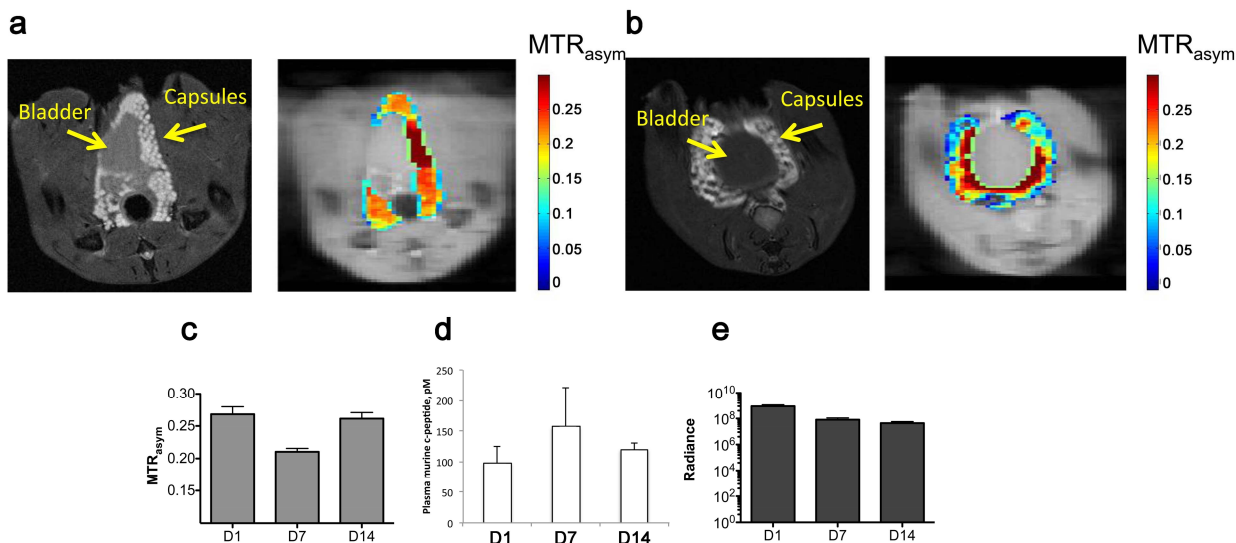 a
Bladder
Capsules
MTRasym
0.25
0.2
0.15
0.1
0.05
0
b
Bladder
Capsules
MTRasym
0.25
0.2
0.15
0.1
0.05
0
c
MTRasym
0.30
0.25
0.20
0.15
D1 D7 D14
d
Plasma murine c-peptide, pM
250
200
150
100
50
0
D1 D7 D14
e
Radiance
10^10
10^8
10^6
10^4
10^2
10^0
D1 D7 D14